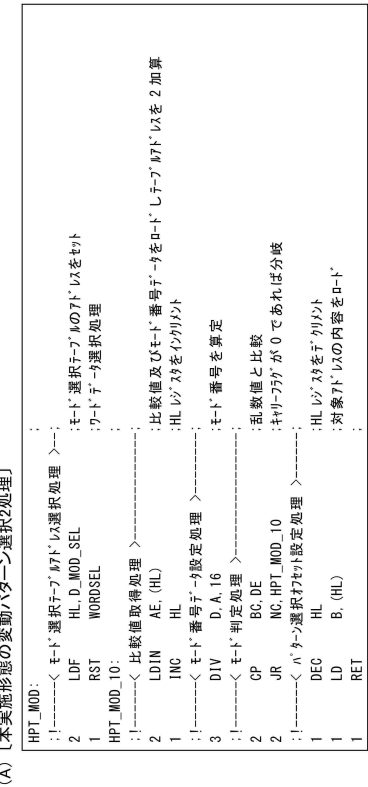 (A) [本実施形態の変動パターン選択2処理]
HPT_MOD: ;
;!------< ﾓｰﾄﾞ選択ﾃｰﾌﾞﾙｱﾄﾞﾚｽ選択処理 >--;
2 LDF HL,D_MOD_SEL ;ﾓｰﾄﾞ選択ﾃｰﾌﾞﾙのｱﾄﾞﾚｽをｾｯﾄ
1 RST WORDSEL ;ﾜｰﾄﾞﾃﾞｰﾀ選択処理
HPT_MOD_10: ;
;!------< 比較値取得処理 >---------------;
2 LDIN AE,(HL) ;比較値及びﾓｰﾄﾞ番号ﾃﾞｰﾀをﾛｰﾄﾞしﾃｰﾌﾞﾙｱﾄﾞﾚｽを 2 加算
1 INC HL ;HL ﾚｼﾞｽﾀをｲﾝｸﾘﾒﾝﾄ
;!------< ﾓｰﾄﾞ番号ﾃﾞｰﾀ設定処理 >--------;
3 DIV D,A,16 ;ﾓｰﾄﾞ番号を算定
;!------< ﾓｰﾄﾞ判定処理 >---------------;
2 CP BC,DE ;乱数値と比較
2 JR NC,HPT_MOD_10 ;ｷｬﾘｰﾌﾗｸﾞが 0 であれば分岐
;!------< ﾊﾟﾀｰﾝ選択ｵﾌｾｯﾄ設定処理 >-----;
1 DEC HL ;HL ﾚｼﾞｽﾀをﾃﾞｸﾘﾒﾝﾄ
1 LD B,(HL) ;対象ｱﾄﾞﾚｽの内容をﾛｰﾄﾞ
1 RET ;